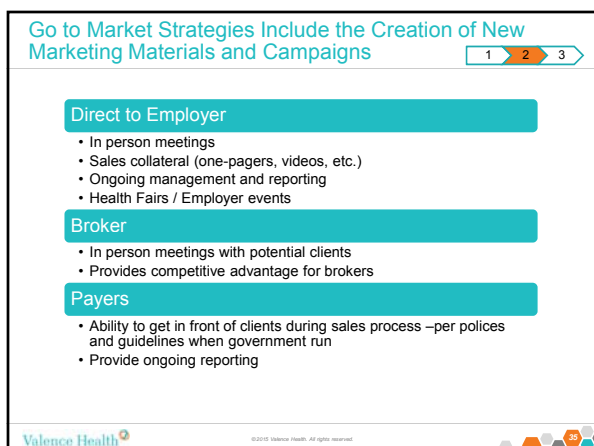 Go to Market Strategies Include the Creation of New
Marketing Materials and Campaigns
1 2 3
Direct to Employer
• In person meetings
• Sales collateral (one-pagers, videos, etc.)
• Ongoing management and reporting
• Health Fairs / Employer events
Broker
• In person meetings with potential clients
• Provides competitive advantage for brokers
Payers
• Ability to get in front of clients during sales process –per polices
and guidelines when government run
• Provide ongoing reporting
Valence Health
©2015 Valence Health. All rights reserved.
35